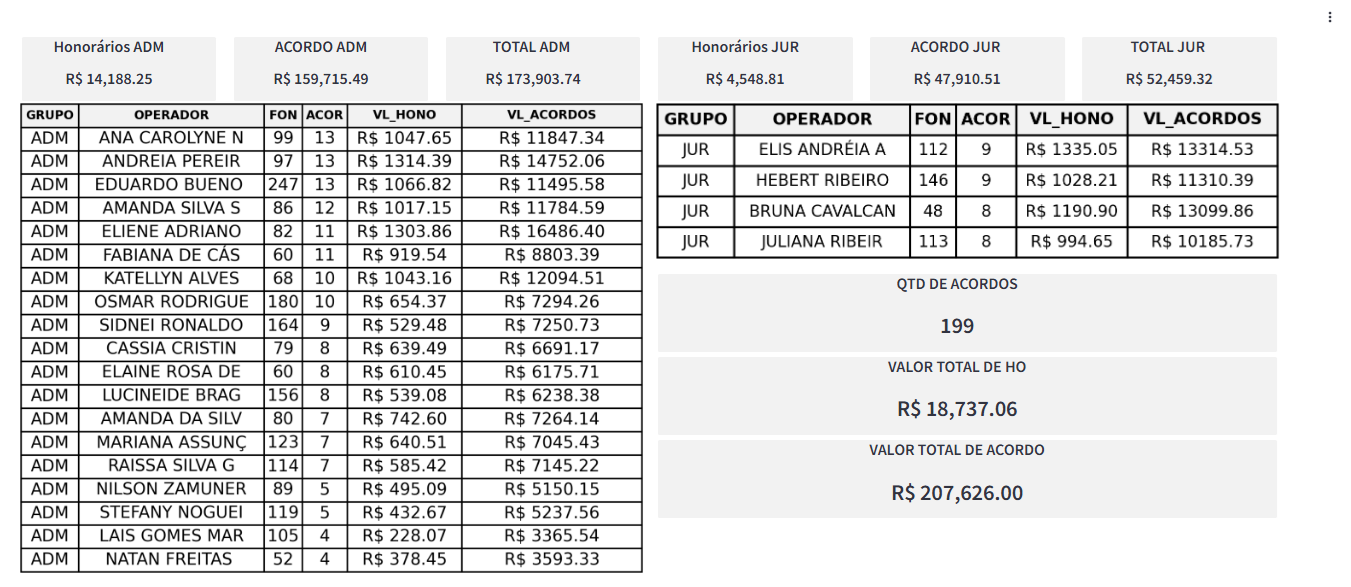 Honorários ADM
R$ 14,188.25
ACORDO ADM
R$ 159,715.49
TOTAL ADM
R$ 173,903.74
Honorários JUR
R$ 4,548.81
ACORDO JUR
R$ 47,910.51
TOTAL JUR
R$ 52,459.32
GRUPO OPERADOR FON ACOR VL_HONO VL_ACORDOS
ADM ANA CAROLYNE N 99 13 R$ 1047.65 R$ 11847.34
ADM ANDREIA PEREIR 97 13 R$ 1314.39 R$ 14752.06
ADM EDUARDO BUENO 247 13 R$ 1066.82 R$ 11495.58
ADM AMANDA SILVA S 86 12 R$ 1017.15 R$ 11784.59
ADM ELIENE ADRIANO 82 11 R$ 1303.86 R$ 16486.40
ADM FABIANA DE CÁS 60 11 R$ 919.54 R$ 8803.39
ADM KATELLYN ALVES 68 10 R$ 1043.16 R$ 12094.51
ADM OSMAR RODRIGUE 180 10 R$ 654.37 R$ 7294.26
ADM SIDNEI RONALDO 164 9 R$ 529.48 R$ 7250.73
ADM CASSIA CRISTIN 79 8 R$ 639.49 R$ 6691.17
ADM ELAINE ROSA DE 60 8 R$ 610.45 R$ 6175.71
ADM LUCINEIDE BRAG 156 8 R$ 539.08 R$ 6238.38
ADM AMANDA DA SILV 80 7 R$ 742.60 R$ 7264.14
ADM MARIANA ASSUNÇ 123 7 R$ 640.51 R$ 7045.43
ADM RAISSA SILVA G 114 7 R$ 585.42 R$ 7145.22
ADM NILSON ZAMUNER 89 5 R$ 495.09 R$ 5150.15
ADM STEFANY NOGUEI 119 5 R$ 432.67 R$ 5237.56
ADM LAIS GOMES MAR 105 4 R$ 228.07 R$ 3365.54
ADM NATAN FREITAS 52 4 R$ 378.45 R$ 3593.33
GRUPO OPERADOR FON ACOR VL_HONO VL_ACORDOS
JUR ELIS ANDRÉIA A 112 9 R$ 1335.05 R$ 13314.53
JUR HEBERT RIBEIRO 146 9 R$ 1028.21 R$ 11310.39
JUR BRUNA CAVALCAN 48 8 R$ 1190.90 R$ 13099.86
JUR JULIANA RIBEIR 113 8 R$ 994.65 R$ 10185.73
QTD DE ACORDOS
199
VALOR TOTAL DE HO
R$ 18,737.06
VALOR TOTAL DE ACORDO
R$ 207,626.00